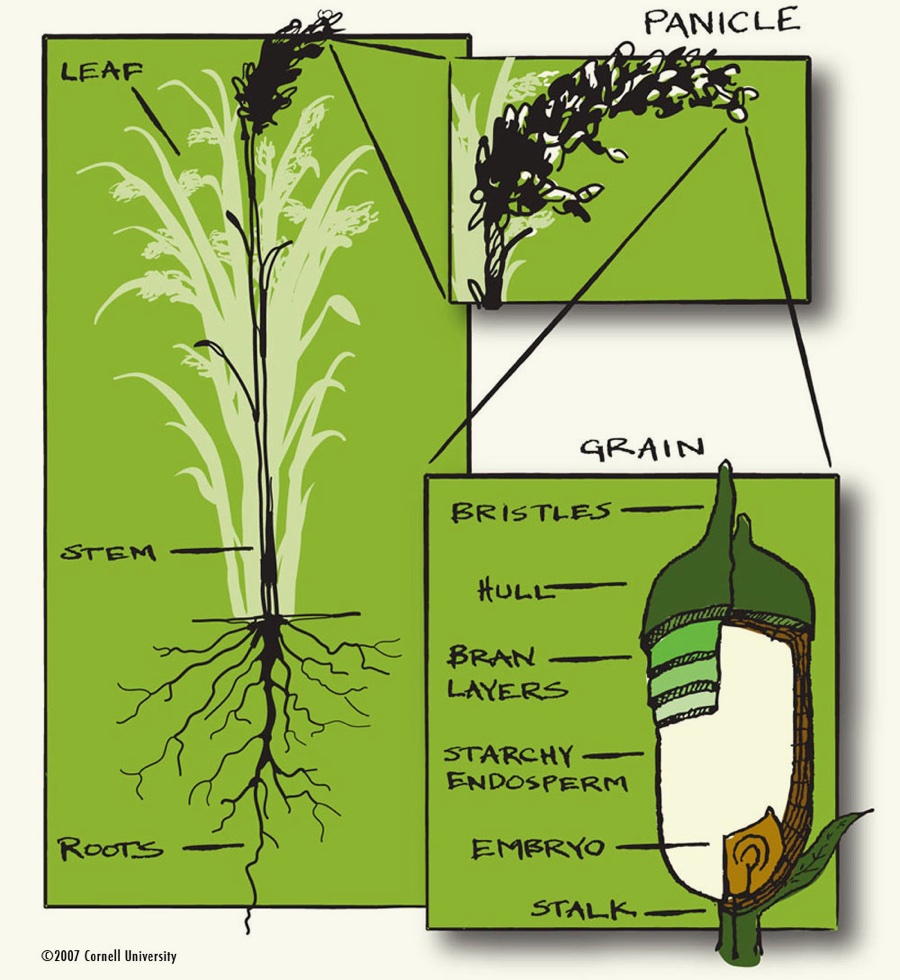 PANICLE
LEAF
GRAIN
BRISTLES
HULL
STEM
BRAN
LAYERS
STARCHY
ENDOSPERM
ROOTS
EMBRYO
STALK
©2007 Cornell University